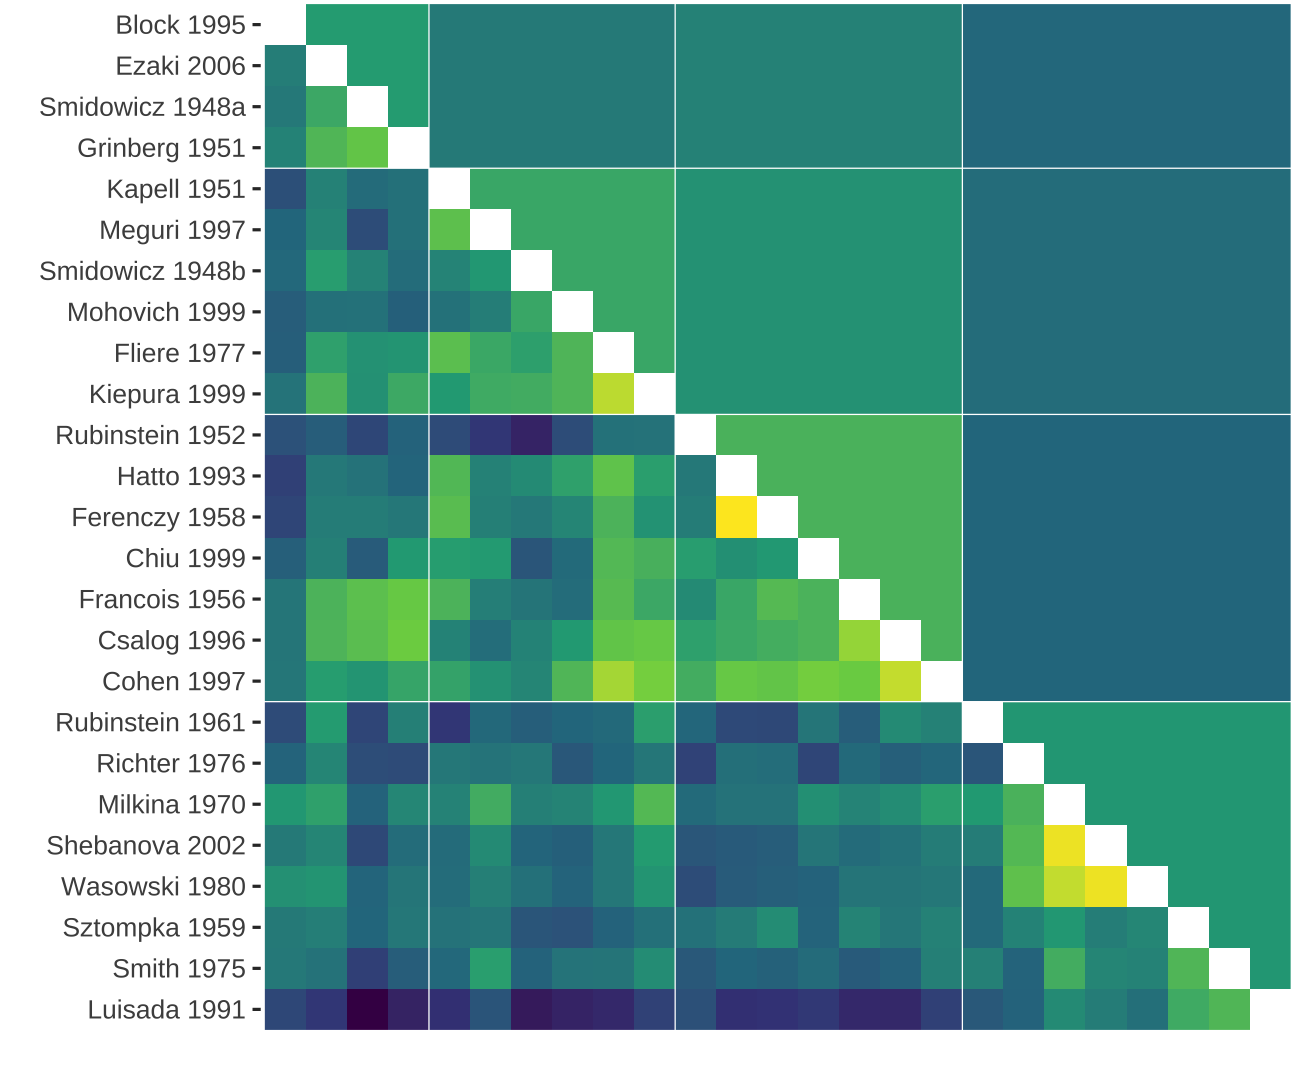 Block 1995
Ezaki 2006
Smidowicz 1948a
Grinberg 1951
Kapell 1951
Meguri 1997
Smidowicz 1948b
Mohovich 1999
Fliere 1977
Kiepura 1999
Rubinstein 1952
Hatto 1993
Ferenczy 1958
Chiu 1999
Francois 1956
Csalog 1996
Cohen 1997
Rubinstein 1961
Richter 1976
Milkina 1970
Shebanova 2002
Wasowski 1980
Sztompka 1959
Smith 1975
Luisada 1991